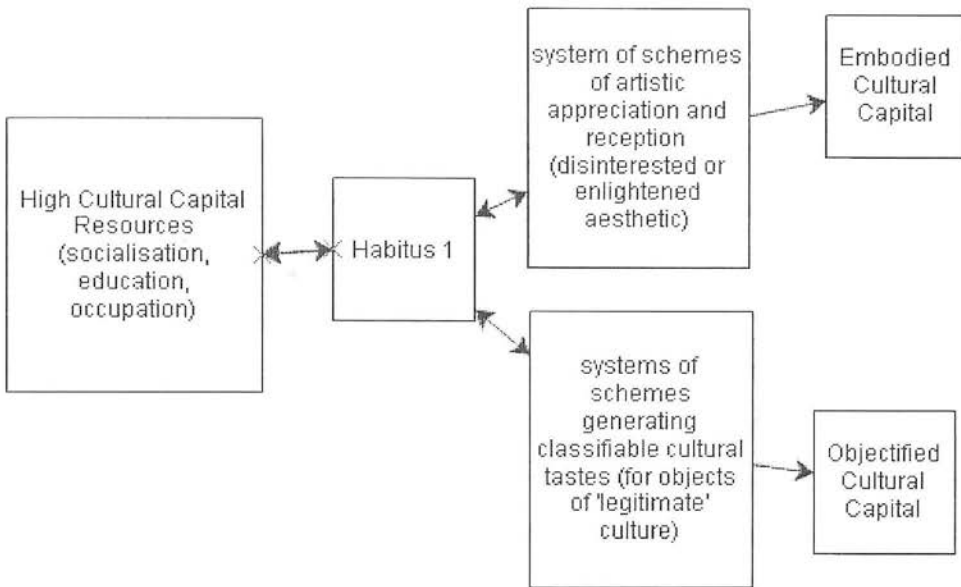 High Cultural Capital
Resources
(socialisation,
education,
occupation)
Habitus 1
system of schemes
of artistic
appreciation and
reception
(disinterested or
enlightened
aesthetic)
Embodied
Cultural
Capital
systems of
schemes
generating
classifiable cultural
tastes (for objects
of 'legitimate'
culture)
Objectified
Cultural
Capital